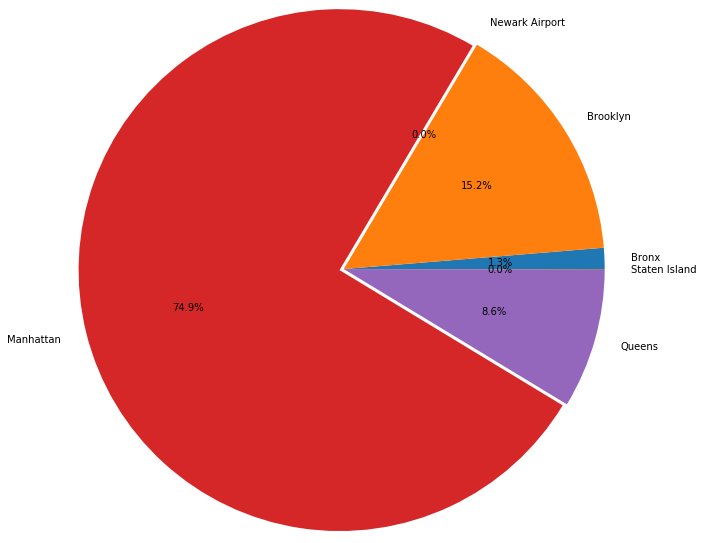 Newark Airport
Brooklyn
0.0%
15.2%
Bronx
1.3%
Staten Island
0.0%
74.9%
8.6%
Manhattan
Queens